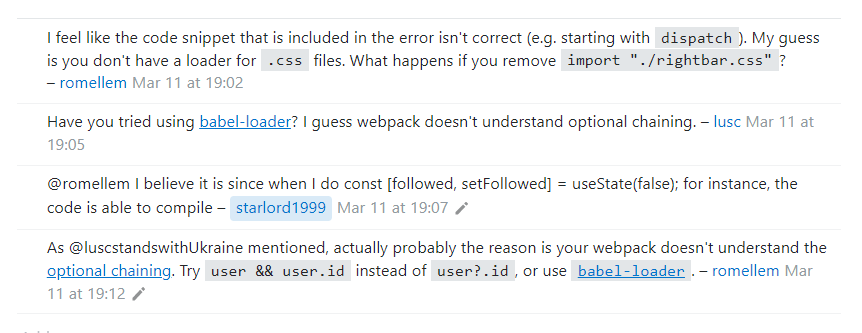 I feel like the code snippet that is included in the error isn't correct (e.g. starting with dispatch). My guess
is you don't have a loader for .css files. What happens if you remove import "./rightbar.css"?
– romellem Mar 11 at 19:02
Have you tried using babel-loader? I guess webpack doesn't understand optional chaining. – lusc Mar 11 at
19:05
@romellem I believe it is since when I do const [followed, setFollowed] = useState(false); for instance, the
code is able to compile – starlord1999 Mar 11 at 19:07
As @luscstandswithUkraine mentioned, actually probably the reason is your webpack doesn't understand the
optional chaining. Try user && user.id instead of user?.id, or use babel-loader. – romellem Mar
11 at 19:12